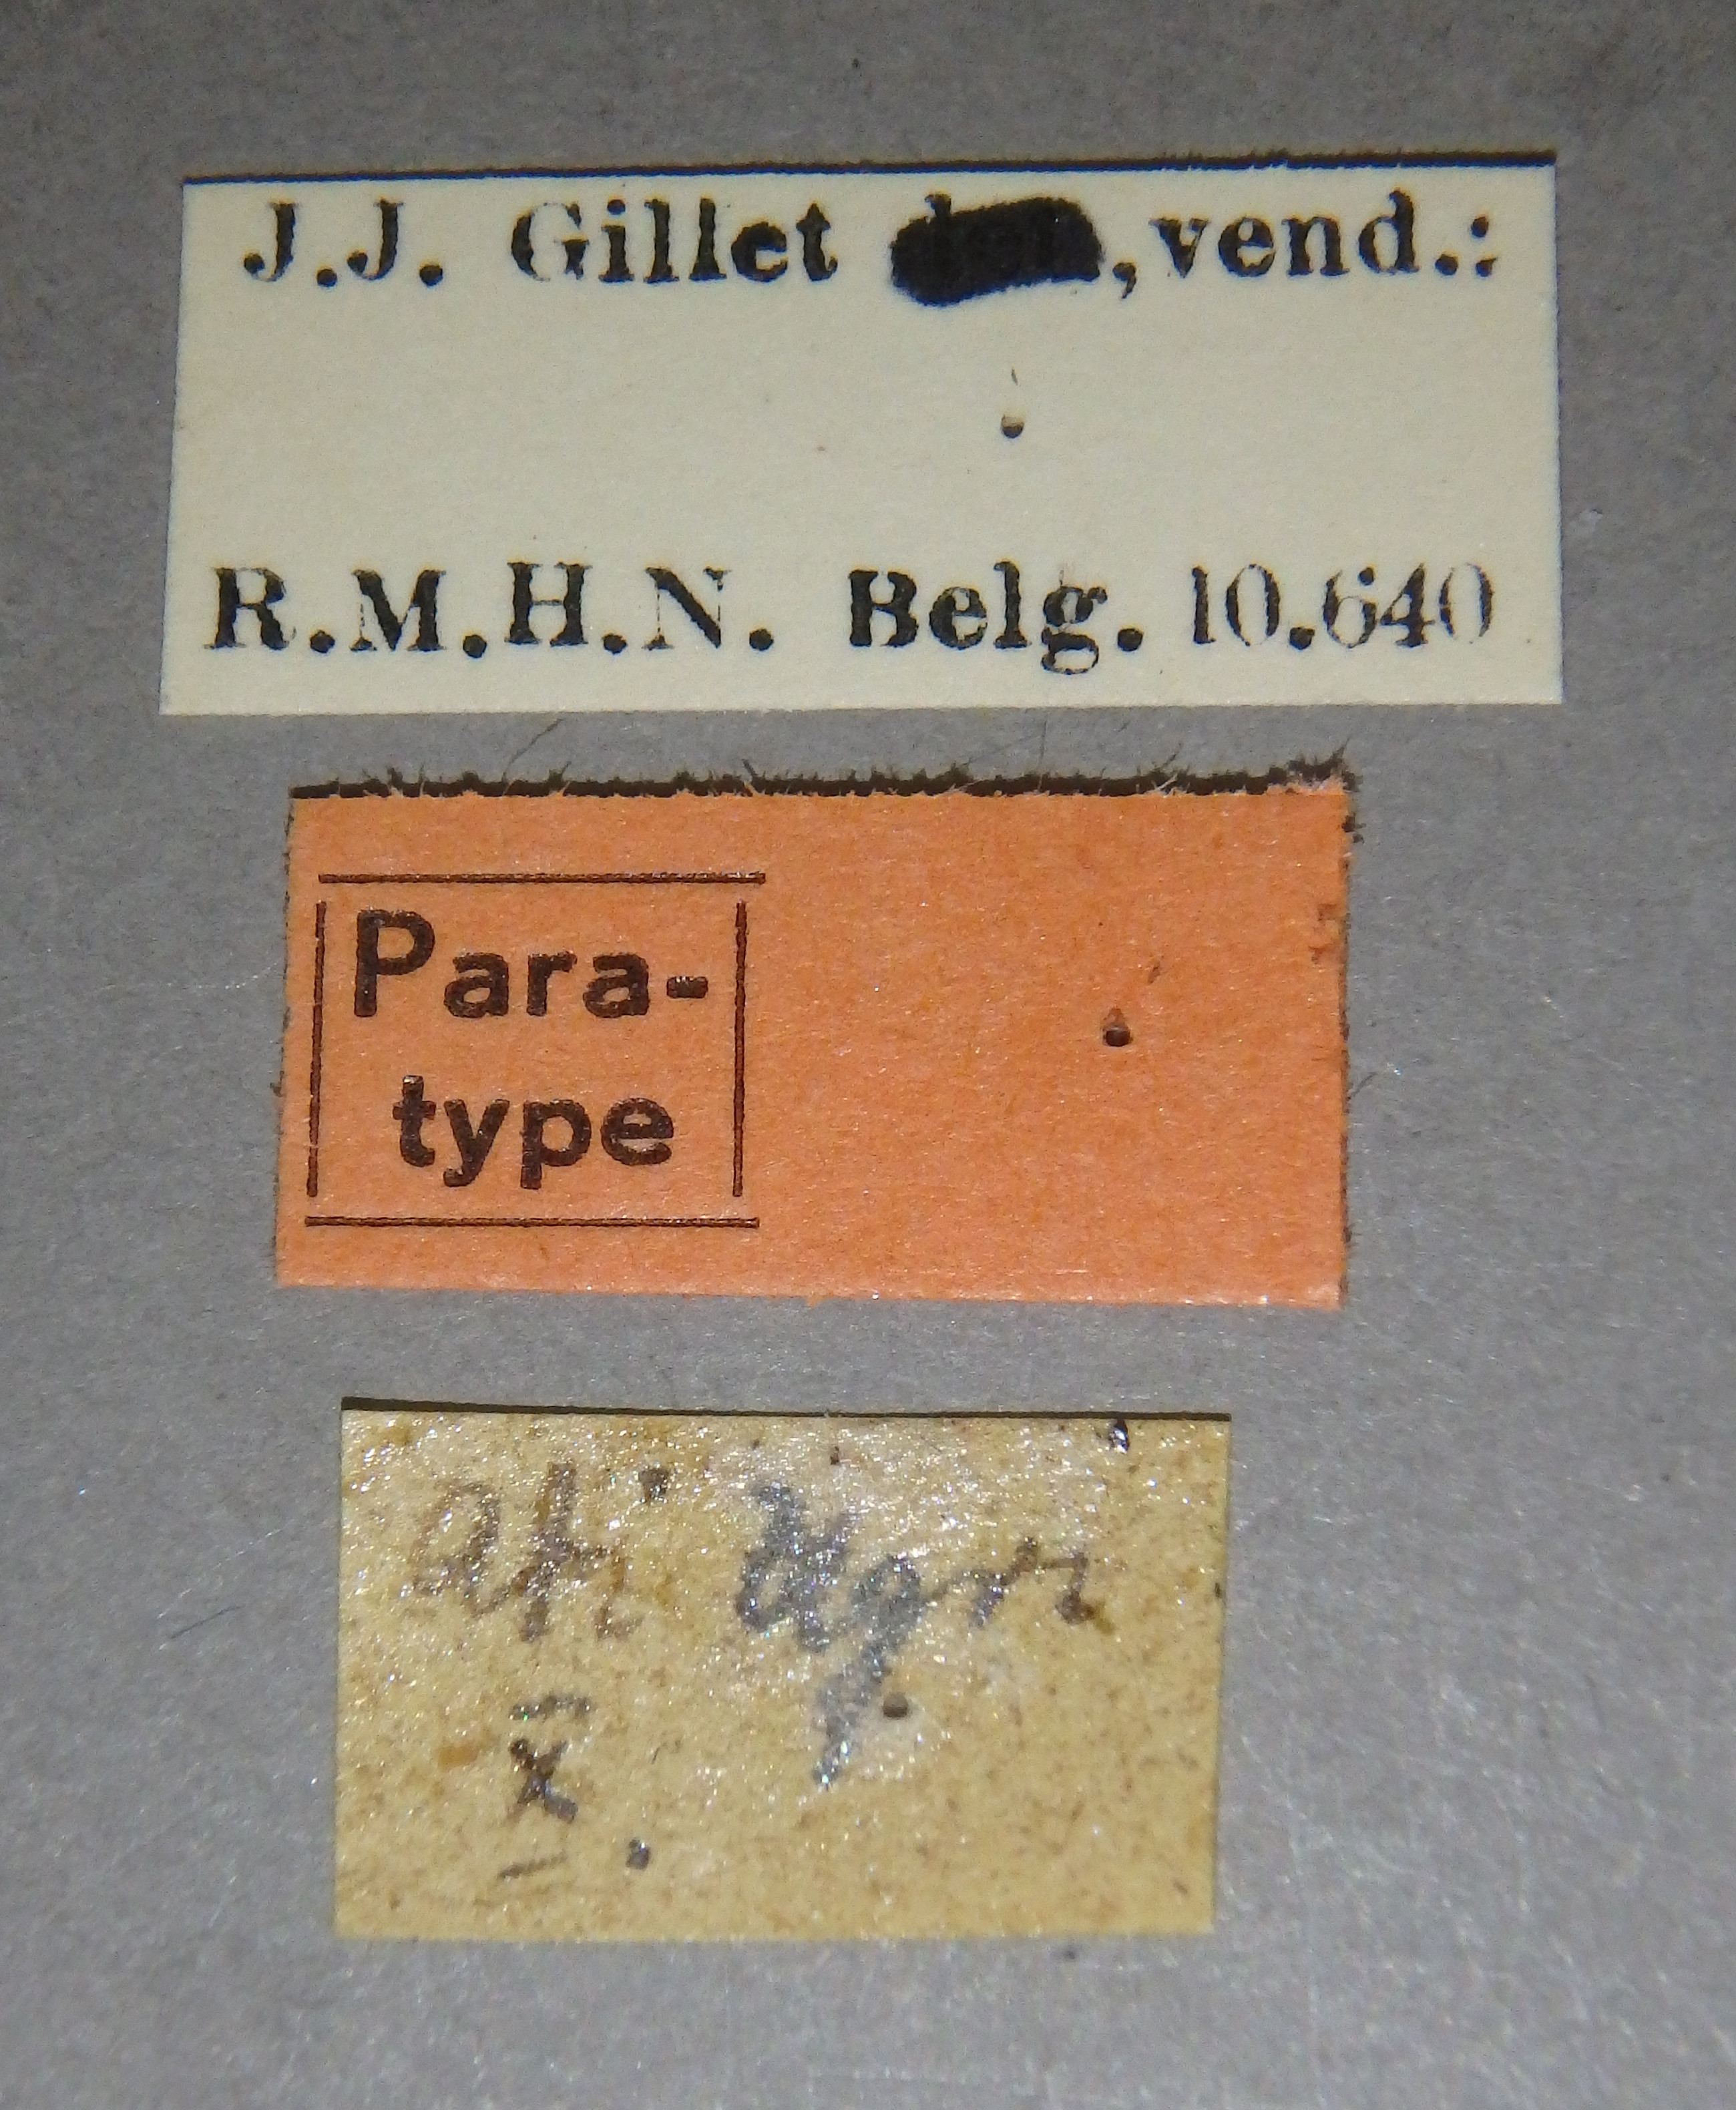 J.J. Gillet ,vend.:
R.M.H.N. Belg. 10.640
Para-
type
X